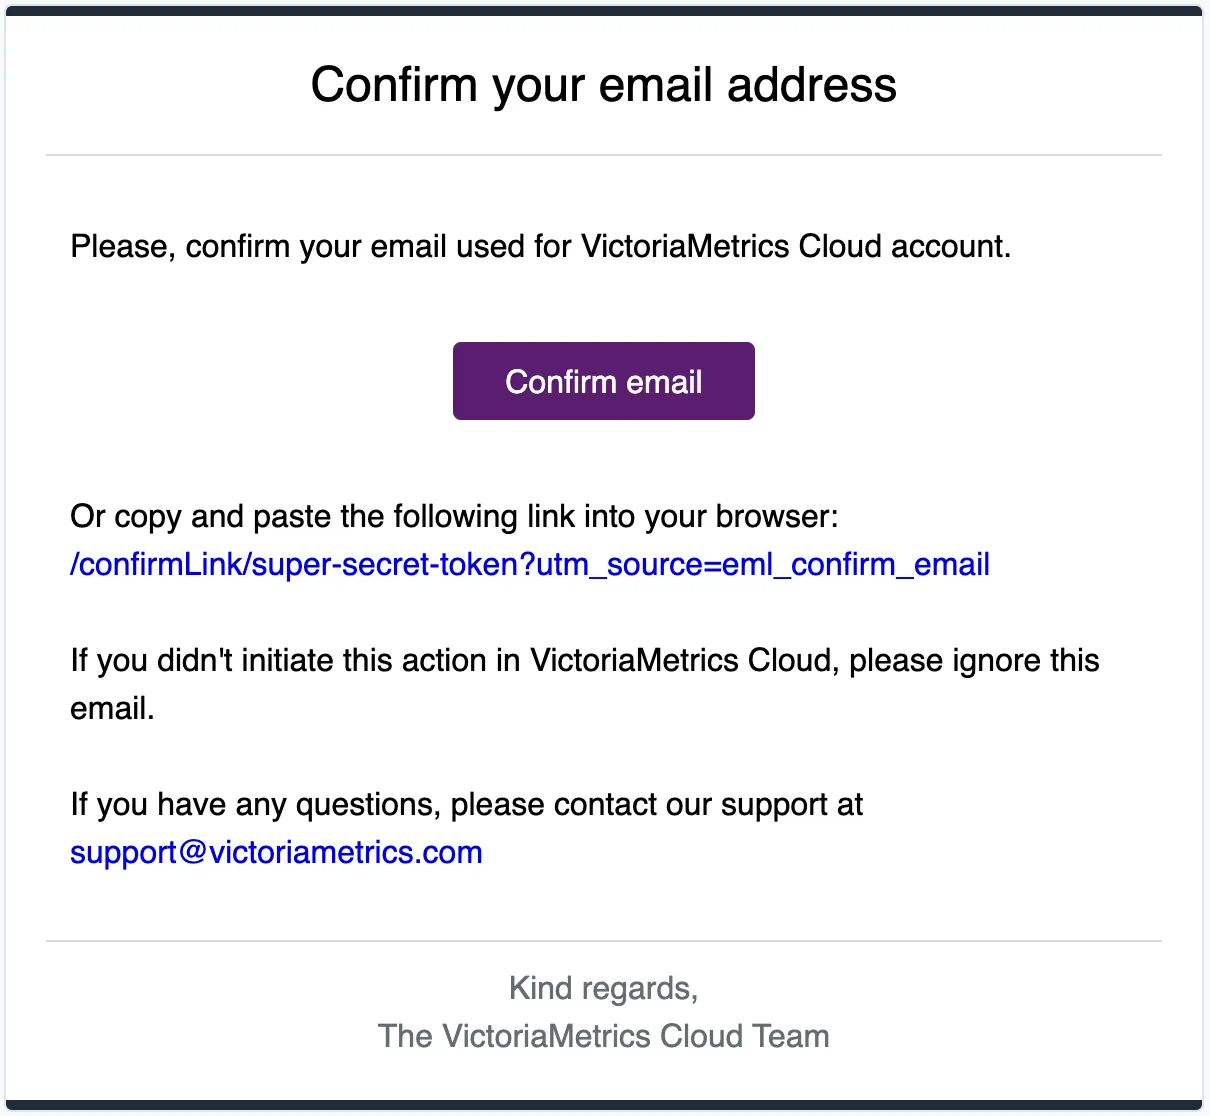 Confirm your email address
Please, confirm your email used for VictoriaMetrics Cloud account.
Confirm email
Or copy and paste the following link into your browser:
/confirmLink/super-secret-token?utm_source=eml_confirm_email
If you didn't initiate this action in VictoriaMetrics Cloud, please ignore this
email.
If you have any questions, please contact our support at
support@victoriametrics.com
Kind regards,
The VictoriaMetrics Cloud Team